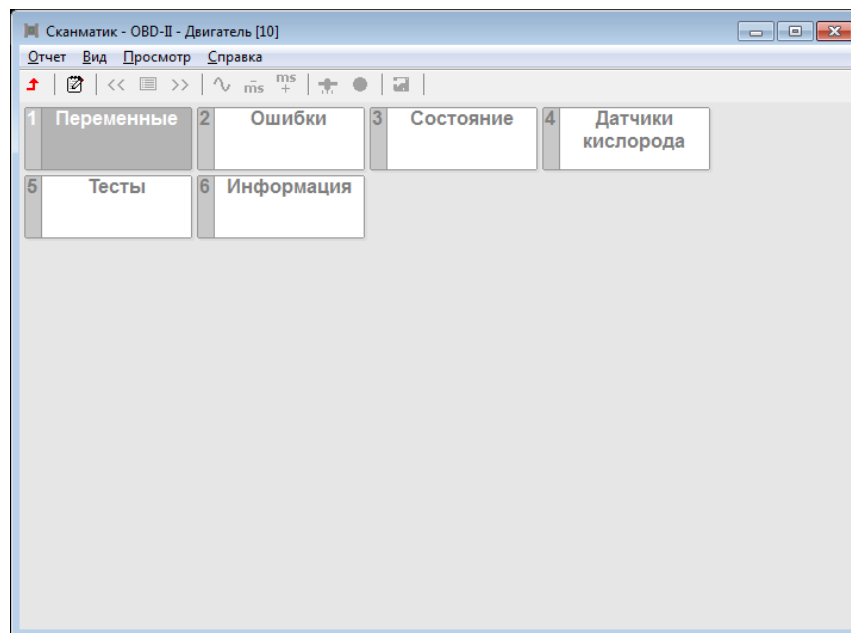 Сканматик - OBD-II - Двигатель [10]
Отчет Вид Просмотр Справка
<< >> ms ms
1 Переменные 2 Ошибки 3 Состояние 4 Датчики
кислорода
5 Тесты 6 Информация